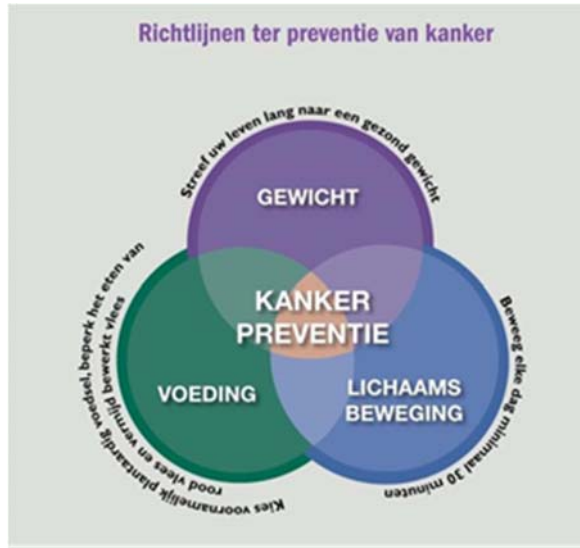 Richtlijnen ter preventie van kanker
Streef uw leven lang naar een gezond gewicht
GEWICHT
KANKER
PREVENTIE
VOEDING
LICHAAMS
BEWEGING
Kies voornamelijk plantaardig voedsel, beperk het eten van
rood vlees en vermijd bewerkt vlees
Beweeg elke dag minimaal 30 minuten